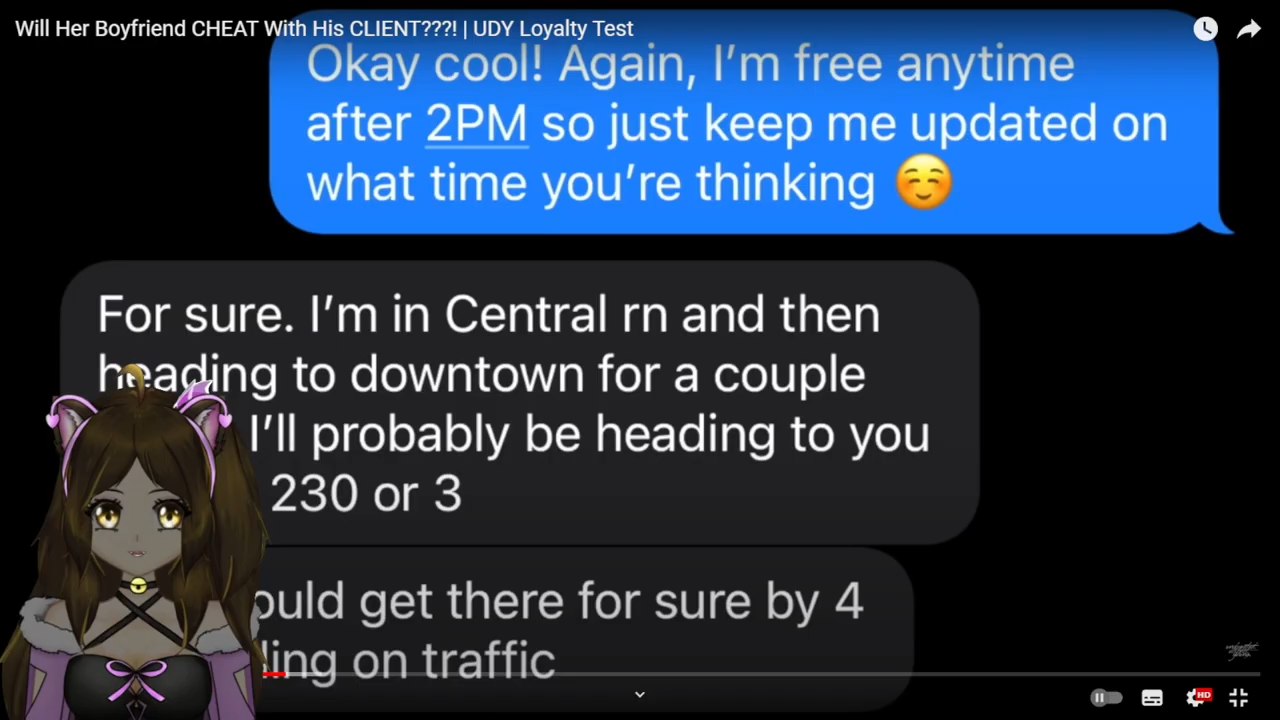 Will Her Boyfriend CHEAT With His CLIENT???! | UDY Loyalty Test
Okay cool! Again, I'm free anytime
after 2PM so just keep me updated on
what time you're thinking ☺️
For sure. I'm in Central rn and then
heading to downtown for a couple
I'll probably be heading to you
230 or 3
ould get there for sure by 4
ling on traffic
HD